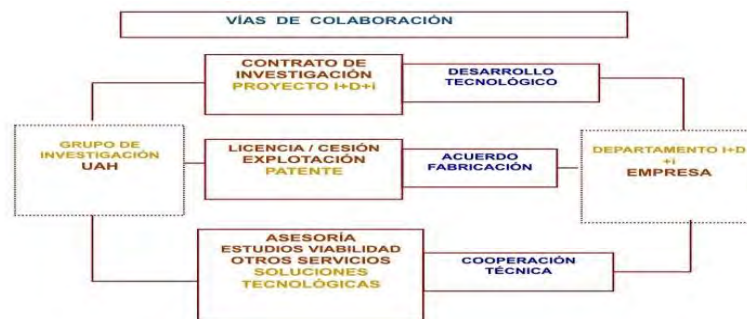 VÍAS DE COLABORACIÓN
CONTRATO DE
INVESTIGACIÓN
PROYECTO I+D+i
DESARROLLO
TECNOLÓGICO
GRUPO DE
INVESTIGACIÓN
UAH
LICENCIA / CESIÓN
EXPLOTACIÓN
PATENTE
ACUERDO
FABRICACIÓN
DEPARTAMENTO I+D
+i
EMPRESA
ASESORÍA
ESTUDIOS VIABILIDAD
OTROS SERVICIOS
SOLUCIONES
TECNOLÓGICAS
COOPERACIÓN
TÉCNICA